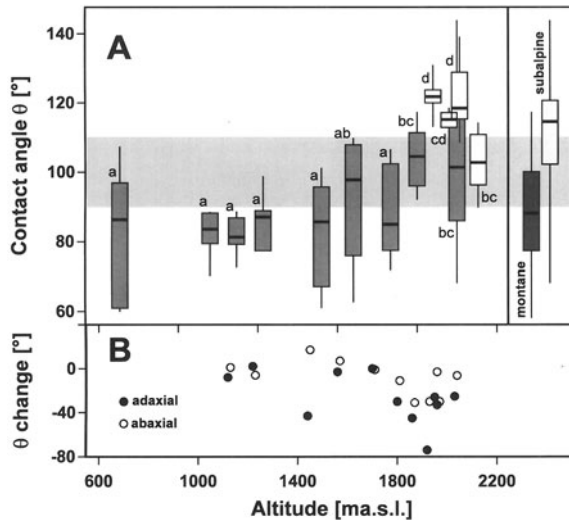 A
Contact angle θ [°]
140
120
100
80
60
a
a
a
a
a
ab
a
bc
d
cd
d
bc
bc
montane
subalpine
B
θ change [°]
0
-40
-80
adaxial
abaxial
600
1000
1400
1800
2200
Altitude [ma.s.l.]